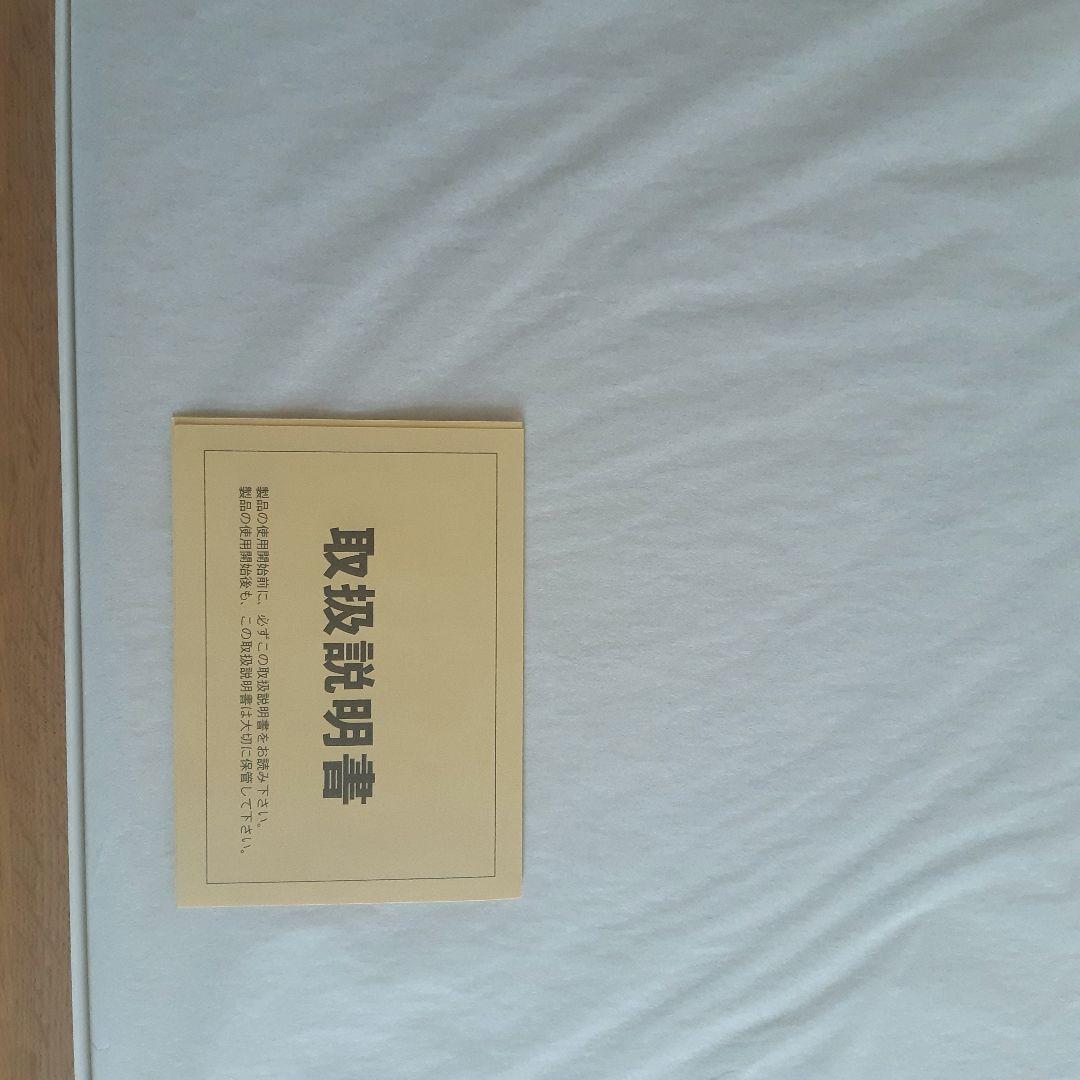 取扱説明書
製品の使用開始前に、必ずこの取扱説明書をお読み下さい。
製品の使用開始後も、この取扱説明書は大切に保管して下さい。